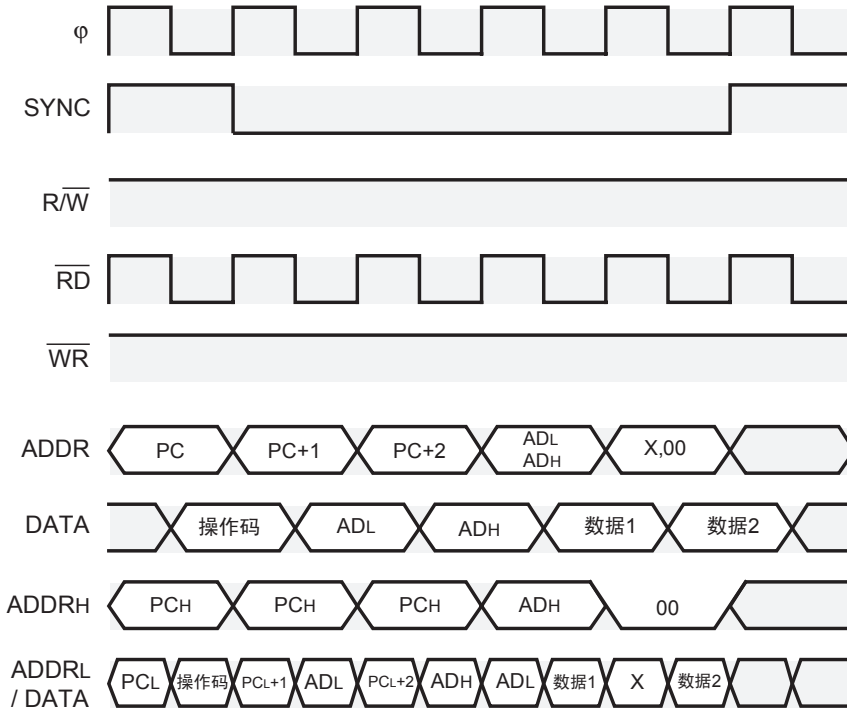 φ
SYNC
R/W̅
R̅D̅
W̅R̅
ADDR PC PC+1 PC+2 ADL ADH X,00
DATA 操作码 ADL ADH 数据1 数据2
ADDRH PCH PCH PCH ADH 00
ADDRL / DATA PCL 操作码 PCL+1 ADL PCL+2 ADH ADL 数据1 X 数据2